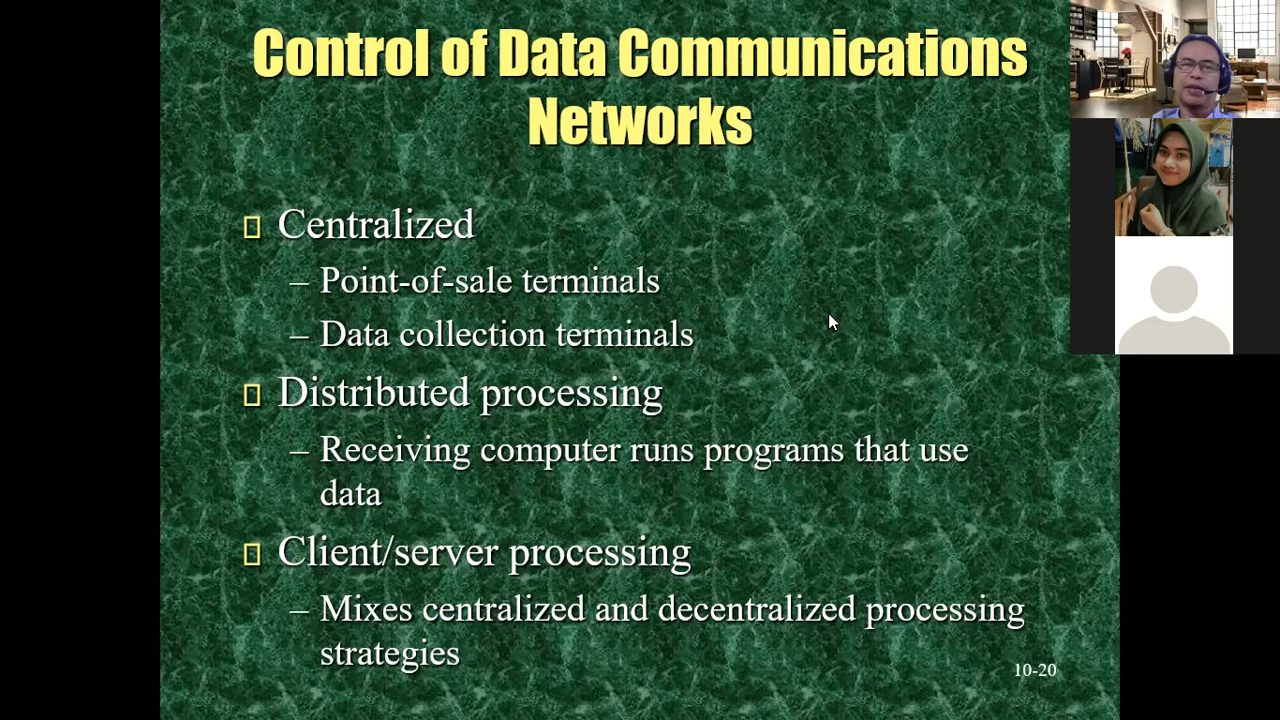 Control of Data Communications
Networks
Centralized
– Point-of-sale terminals
– Data collection terminals
Distributed processing
– Receiving computer runs programs that use
data
Client/server processing
– Mixes centralized and decentralized processing
strategies
10-20